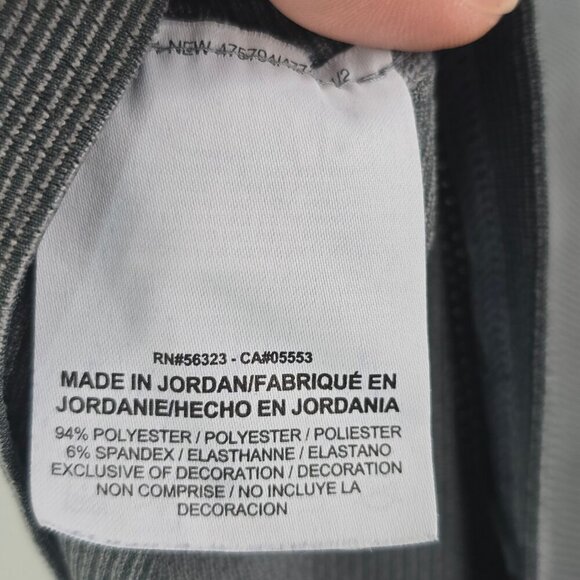 NEW
RN#56323 - CA#05553
MADE IN JORDAN/FABRIQUÉ EN
JORDANIE/HECHO EN JORDANIA
94% POLYESTER / POLYESTER / POLIESTER
6% SPANDEX / ELASTHANNE / ELASTANO
EXCLUSIVE OF DECORATION / DECORATION
NON COMPRISE / NO INCLUYE LA
DECORACION